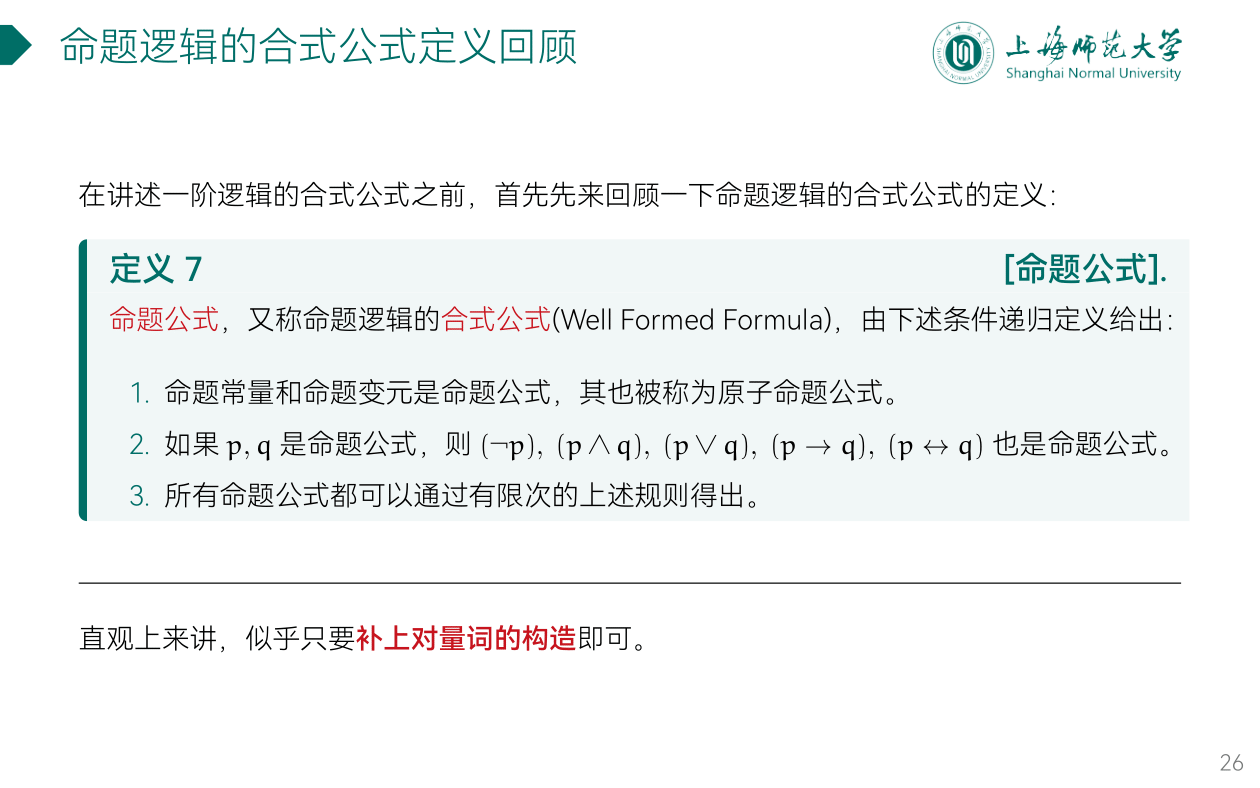 命题逻辑的合式公式定义回顾
上海师范大学
Shanghai Normal University
在讲述一阶逻辑的合式公式之前，首先先来回顾一下命题逻辑的合式公式的定义：
定义 7 [命题公式].
命题公式，又称命题逻辑的合式公式(Well Formed Formula)，由下述条件递归定义给出：
1. 命题常量和命题变元是命题公式，其也被称为原子命题公式。
2. 如果 p, q 是命题公式，则 (¬p), (p ∧ q), (p ∨ q), (p → q), (p ↔ q) 也是命题公式。
3. 所有命题公式都可以通过有限次的上述规则得出。
直观上来讲，似乎只要补上对量词的构造即可。
26